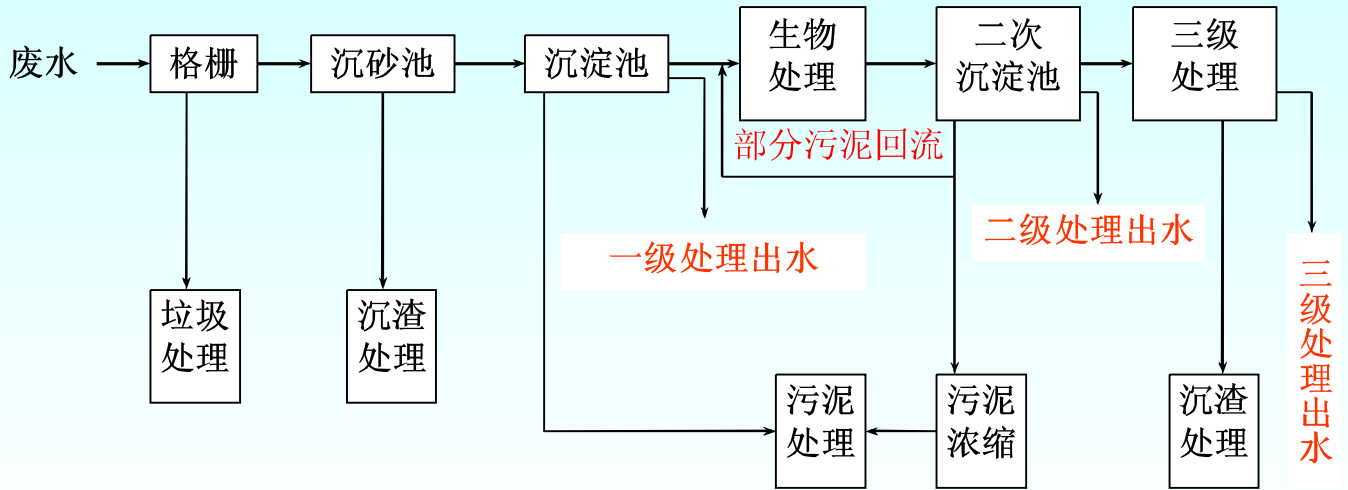 废水
格栅
沉砂池
沉淀池
生物
处理
二次
沉淀池
三级
处理
部分污泥回流
一级处理出水
二级处理出水
三级处理出水
垃圾
处理
沉渣
处理
污泥
处理
污泥
浓缩
沉渣
处理